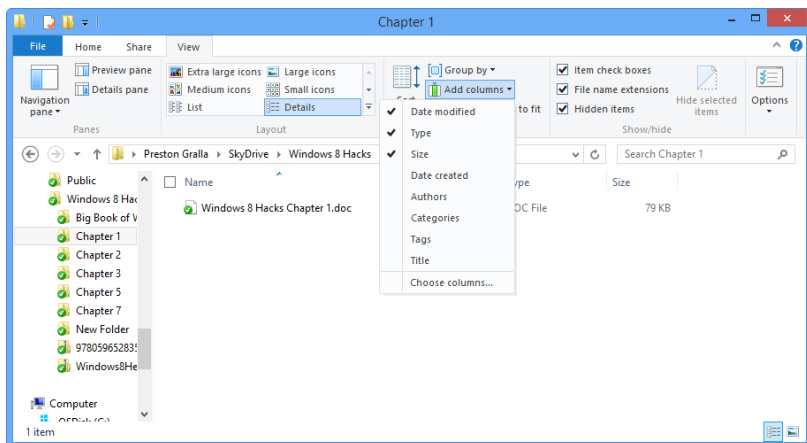 Chapter 1
File Home Share View
Preview pane
Details pane
Navigation pane
Panes
Extra large icons Large icons
Medium icons Small icons
List Details
Layout
Group by
Add columns
to fit
Item check boxes
File name extensions
Hidden items
Hide selected items
Show/hide
Options
Date modified
Type
Size
Date created
Authors
Categories
Tags
Title
Choose columns...
Preston Gralla SkyDrive Windows 8 Hacks
Search Chapter 1
Name Size
Windows 8 Hacks Chapter 1.doc 79 KB
Public
Windows 8 Hac
Big Book of
Chapter 1
Chapter 2
Chapter 3
Chapter 5
Chapter 7
New Folder
978059652835
Windows8He
Computer
1 item